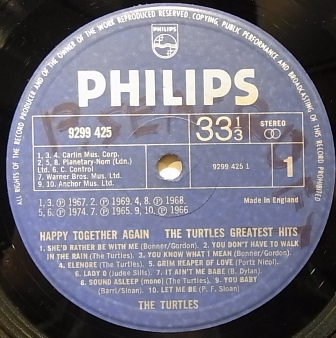 ALL RIGHTS OF THE RECORD PRODUCER AND OF THE OWNER OF THE WORK REPRODUCED RESERVED. COPYING, PUBLIC PERFORMANCE AND BROADCASTING OF THIS RECORD PROHIBITED
PHILIPS
PHILIPS
9299 425
33 1/3
STEREO
1, 3, 4. Carlin Mus. Corp.
2, 5, 8. Planetary-Nom (Ldn.)
Ltd. 6. C. Control
7. Warner Bros. Mus. Ltd.
9, 10. Anchor Mus. Ltd.
9299 425 1
1
1, 3. Ⓟ 1967. 2. Ⓟ 1969. 4, 8. Ⓟ 1968.
5, 6. Ⓟ 1974. 7. Ⓟ 1965. 9, 10. Ⓟ 1966
Made in England
HAPPY TOGETHER AGAIN THE TURTLES GREATEST HITS
1. SHE'D RATHER BE WITH ME (Bonner/Gordon). 2. YOU DON'T HAVE TO WALK
IN THE RAIN (The Turtles). 3. YOU KNOW WHAT I MEAN (Bonner/Gordon).
4. ELENORE (The Turtles). 5. GRIM REAPER OF LOVE (Portz Nicol).
6. LADY O (Judee Sills). 7. IT AIN'T ME BABE (B. Dylan).
8. SOUND ASLEEP (mono) (The Turtles). 9. YOU BABY
(Barri/Sloan). 10. LET ME BE (P. F. Sloan)
THE TURTLES